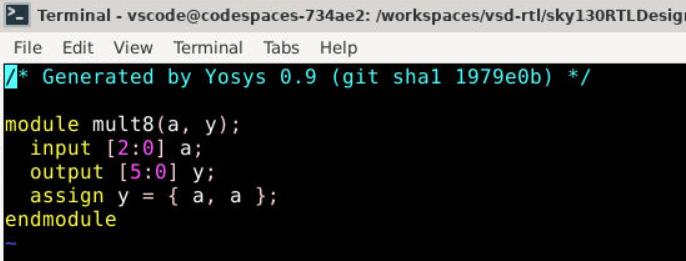 Terminal - vscode@codespaces-734ae2: /workspaces/vsd-rtl/sky130RTLDesign
File Edit View Terminal Tabs Help
/* Generated by Yosys 0.9 (git sha1 1979e0b) */
module mult8(a, y);
input [2:0] a;
output [5:0] y;
assign y = { a, a };
endmodule
~